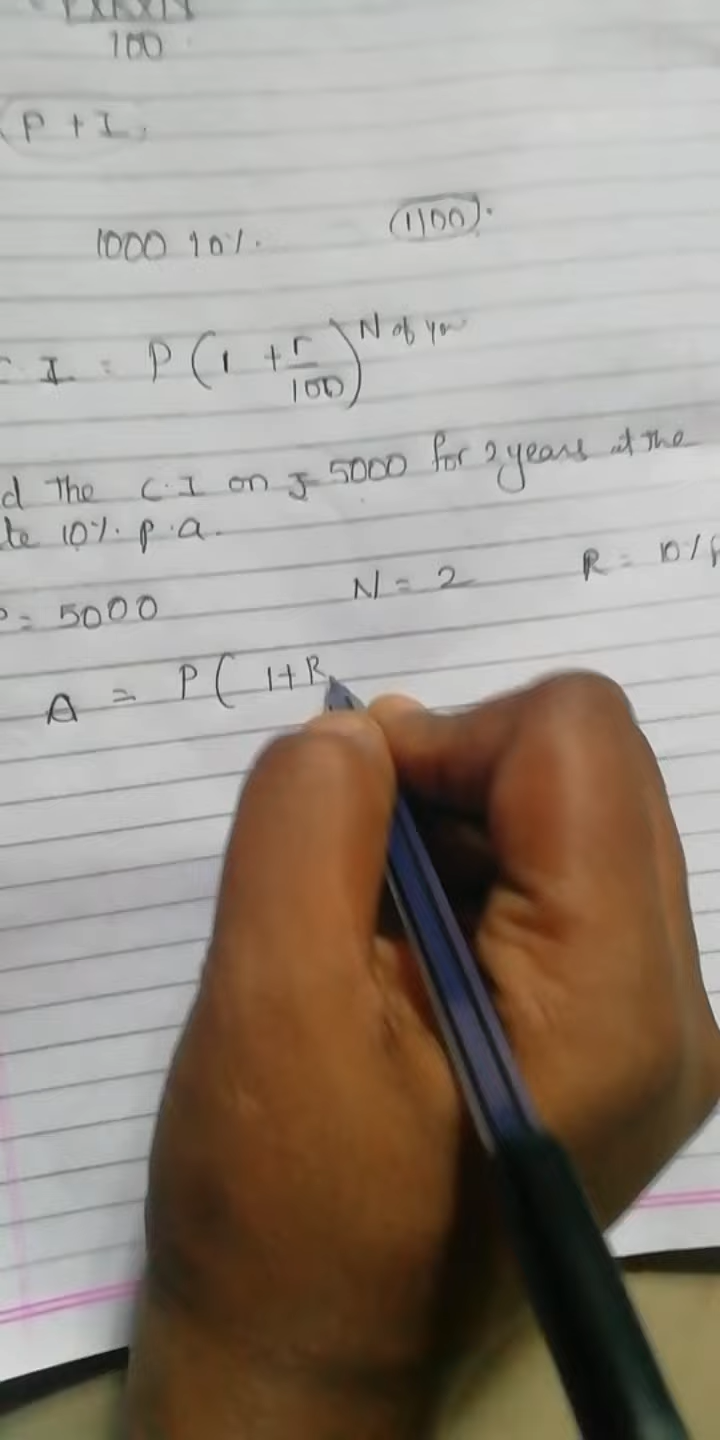 100
P + I.
1000 10%. (1100).
I = P(1 + r/100)^N of
d The C.I on ₹ 5000 for 2 years at the
te 10%. p.a.
= 5000 N = 2 R = 10%
A = P( 1+R